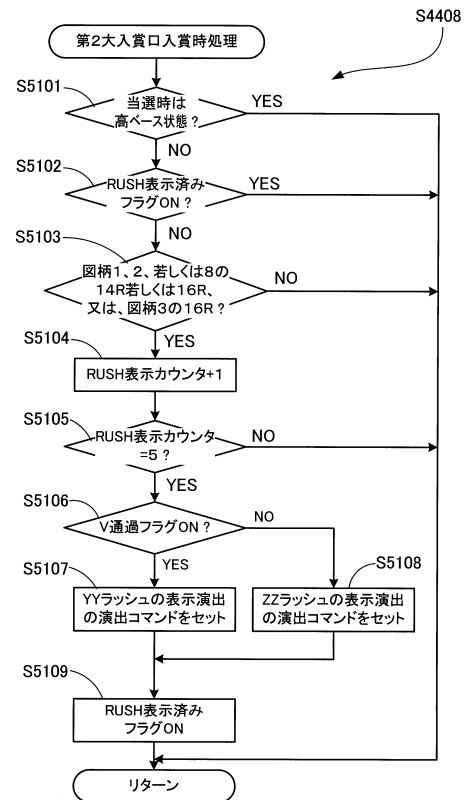 S4408
第2大入賞口入賞時処理
S5101
当選時は
高ベース状態?
YES
NO
S5102
RUSH表示済み
フラグON?
YES
NO
S5103
図柄1、2、若しくは8の
14R若しくは16R、
又は、図柄3の16R?
NO
YES
S5104
RUSH表示カウンタ+1
S5105
RUSH表示カウンタ
=5?
NO
YES
S5106
V通過フラグON?
NO
YES
S5107
YYラッシュの表示演出
の演出コマンドをセット
S5108
ZZラッシュの表示演出
の演出コマンドをセット
S5109
RUSH表示済み
フラグON
リターン